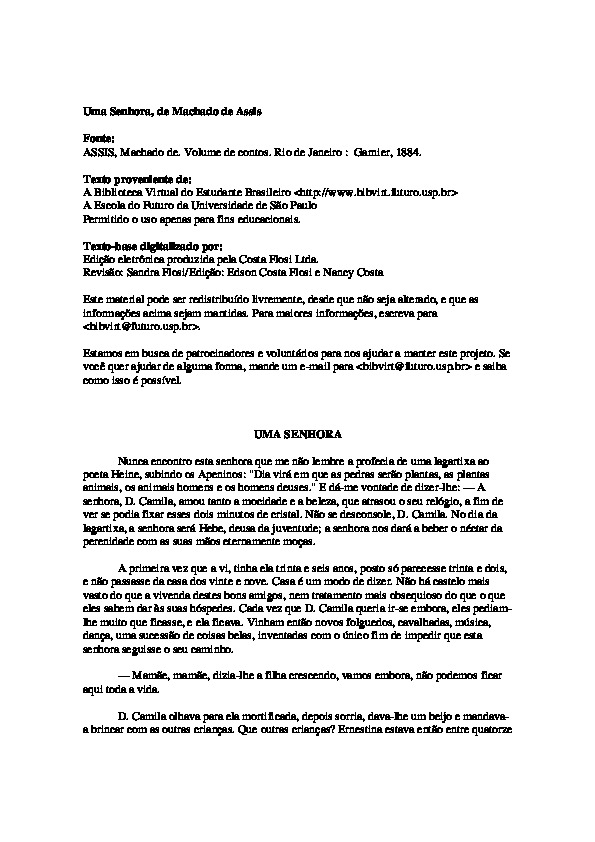 Uma Senhora, de Machado de Assis
Fonte:
ASSIS, Machado de. Volume de contos. Rio de Janeiro : Garnier, 1884.
Texto proveniente de:
A Biblioteca Virtual do Estudante Brasileiro <http://www.bibvirt.futuro.usp.br>
A Escola do Futuro da Universidade de São Paulo
Permitido o uso apenas para fins educacionais.
Texto-base digitalizado por:
Edição eletrônica produzida pela Costa Flosi Ltda.
Revisão: Sandra Flosi/Edição: Edson Costa Flosi e Nancy Costa
Este material pode ser redistribuído livremente, desde que não seja alterado, e que as
informações acima sejam mantidas. Para maiores informações, escreva para
<bibvirt@futuro.usp.br>.
Estamos em busca de patrocinadores e voluntários para nos ajudar a manter este projeto. Se
você quer ajudar de alguma forma, mande um e-mail para <bibvirt@futuro.usp.br> e saiba
como isso é possível.
UMA SENHORA
Nunca encontro esta senhora que me não lembre a profecia de uma lagartixa ao
poeta Heine, subindo os Apeninos: "Dia virá em que as pedras serão plantas, as plantas
animais, os animais homens e os homens deuses." E dá-me vontade de dizer-lhe: — A
senhora, D. Camila, amou tanto a mocidade e a beleza, que atrasou o seu relógio, a fim de
ver se podia fixar esses dois minutos de cristal. Não se desconsole, D. Camila. No dia da
lagartixa, a senhora será Hebe, deusa da juventude; a senhora nos dará a beber o néctar da
perenidade com as suas mãos eternamente moças.
A primeira vez que a vi, tinha ela trinta e seis anos, posto só parecesse trinta e dois,
e não passasse da casa dos vinte e nove. Casa é um modo de dizer. Não há castelo mais
vasto do que a vivenda destes bons amigos, nem tratamento mais obsequioso do que o que
eles sabem dar às suas hóspedes. Cada vez que D. Camila queria ir-se embora, eles pediam-
lhe muito que ficasse, e ela ficava. Vinham então novos folguedos, cavalhadas, música,
dança, uma sucessão de coisas belas, inventadas com o único fim de impedir que esta
senhora seguisse o seu caminho.
— Mamãe, mamãe, dizia-lhe a filha crescendo, vamos embora, não podemos ficar
aqui toda a vida.
D. Camila olhava para ela mortificada, depois sorria, dava-lhe um beijo e mandava-
a brincar com as outras crianças. Que outras crianças? Ernestina estava então entre quatorze